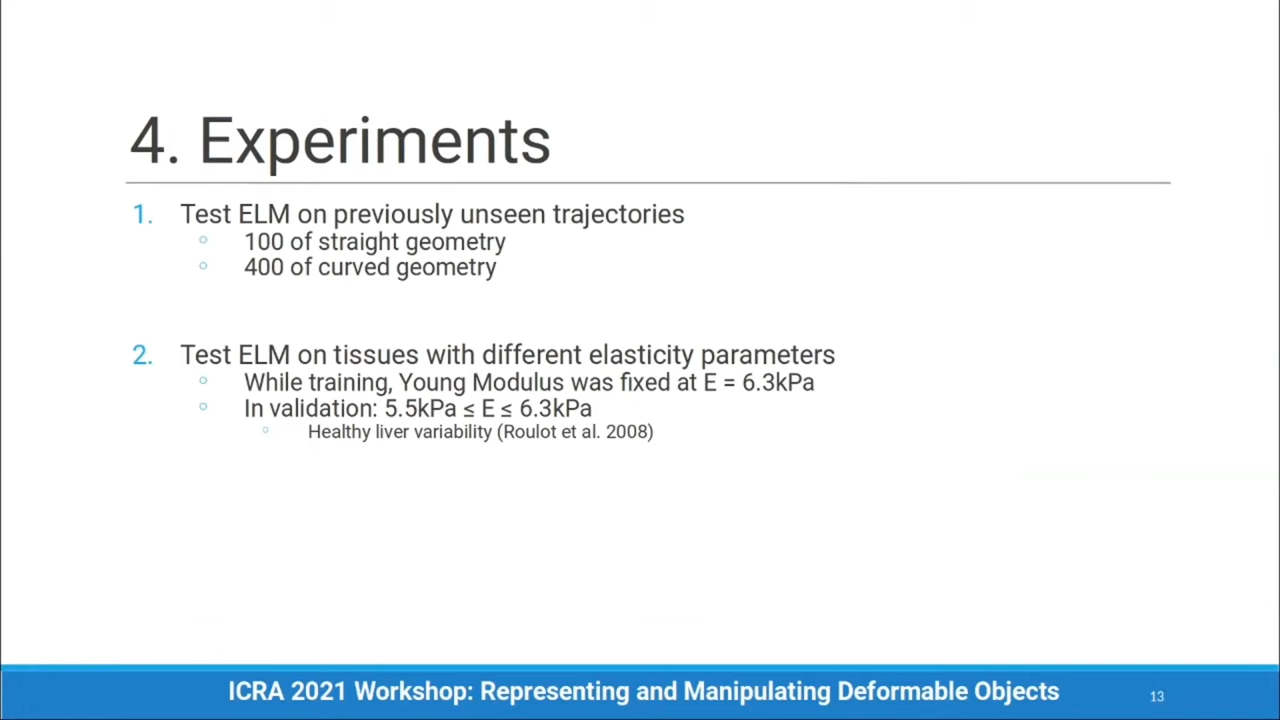 4. Experiments
1. Test ELM on previously unseen trajectories
○ 100 of straight geometry
○ 400 of curved geometry
2. Test ELM on tissues with different elasticity parameters
○ While training, Young Modulus was fixed at E = 6.3kPa
○ In validation: 5.5kPa ≤ E ≤ 6.3kPa
○ Healthy liver variability (Roulot et al. 2008)
ICRA 2021 Workshop: Representing and Manipulating Deformable Objects
13